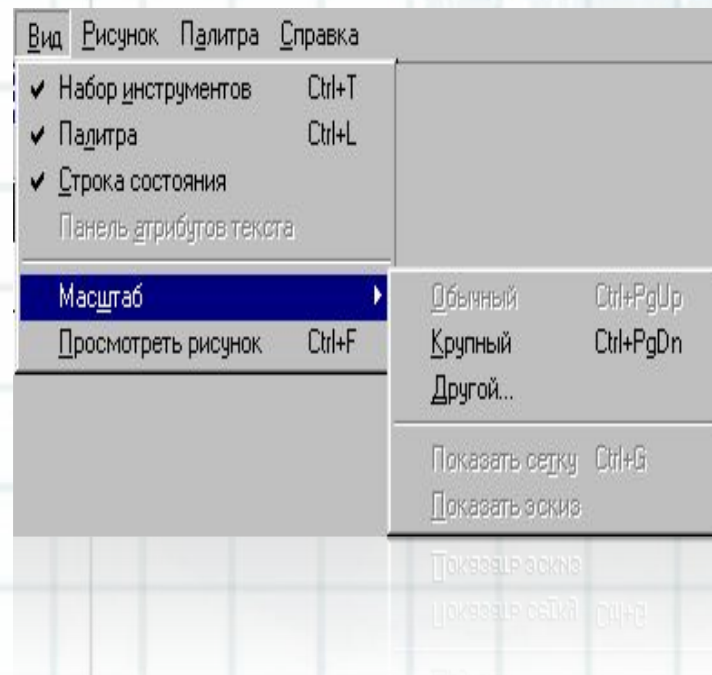 Вид Рисунок Палитра Справка
Набор инструментов Ctrl+T
Палитра Ctrl+L
Строка состояния
Панель атрибутов текста
Масштаб
Просмотреть рисунок Ctrl+F
Обычный Ctrl+PgUp
Крупный Ctrl+PgDn
Другой...
Показать сетку Ctrl+G
Показать эскиз